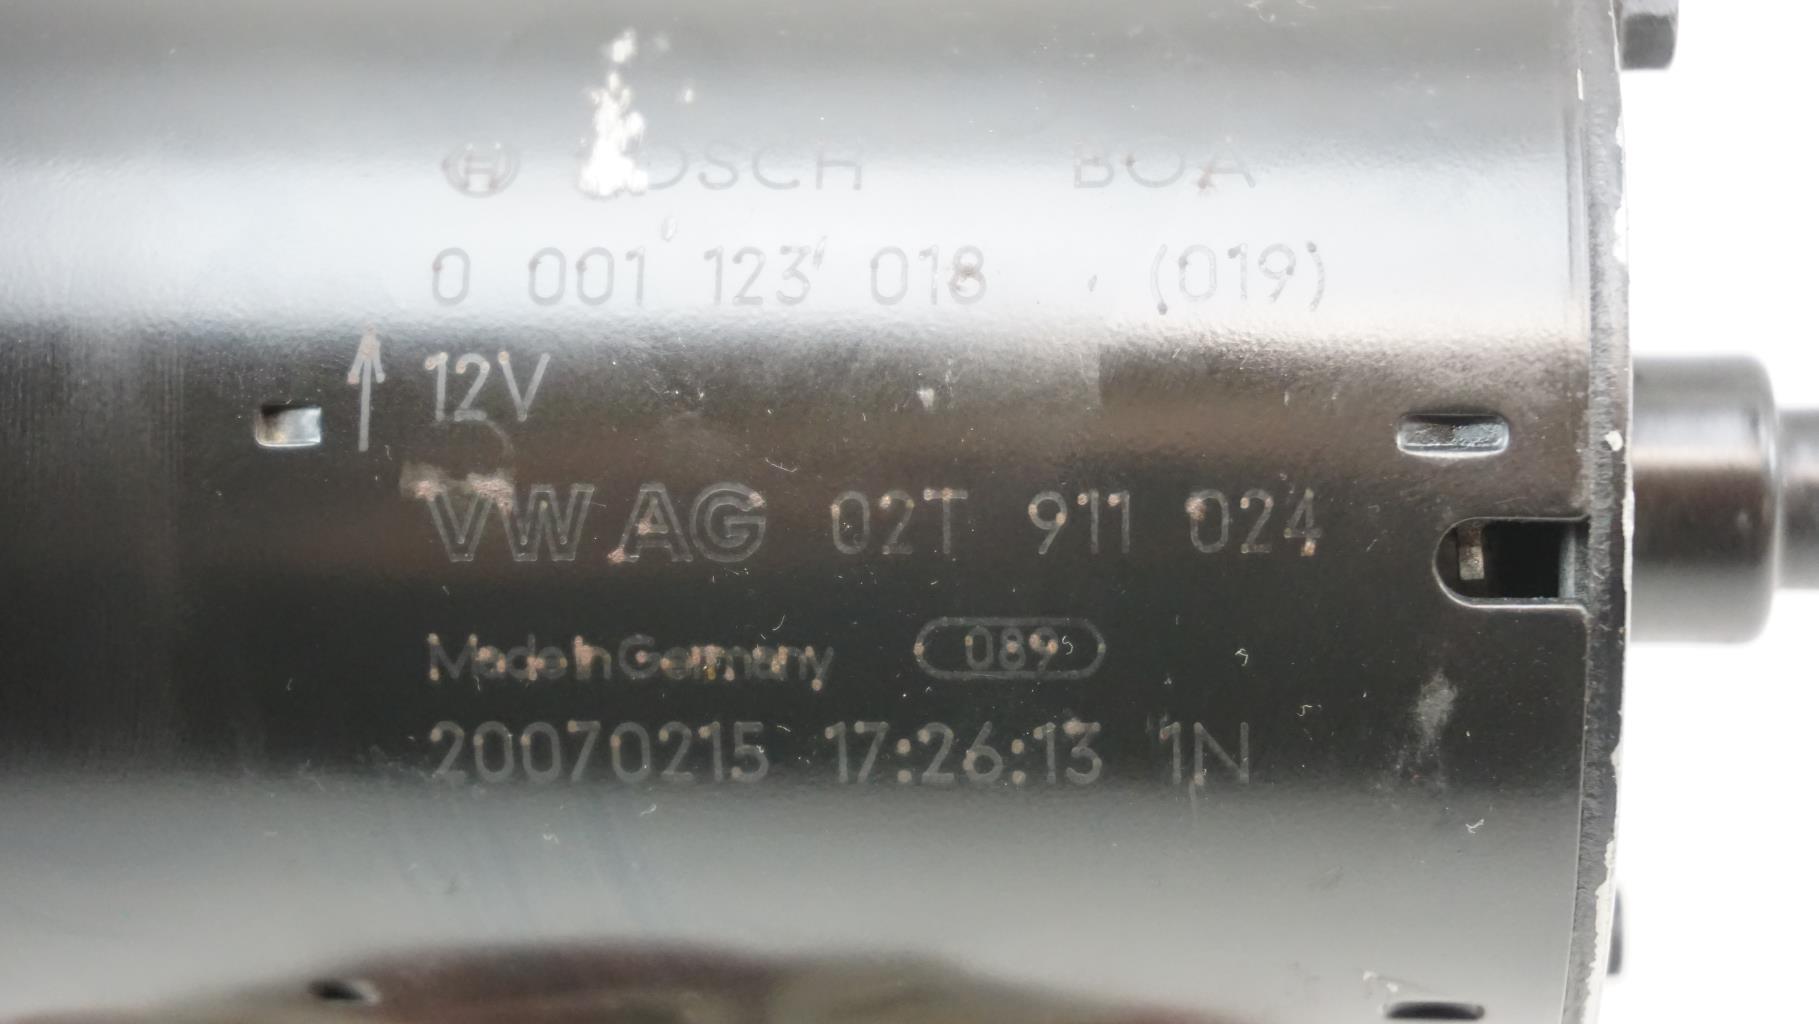 BOSCH BOA
0 001 123 018 (019)
12V
VW AG 02T 911 024
Made in Germany 089
20070215 17:26:13 1N